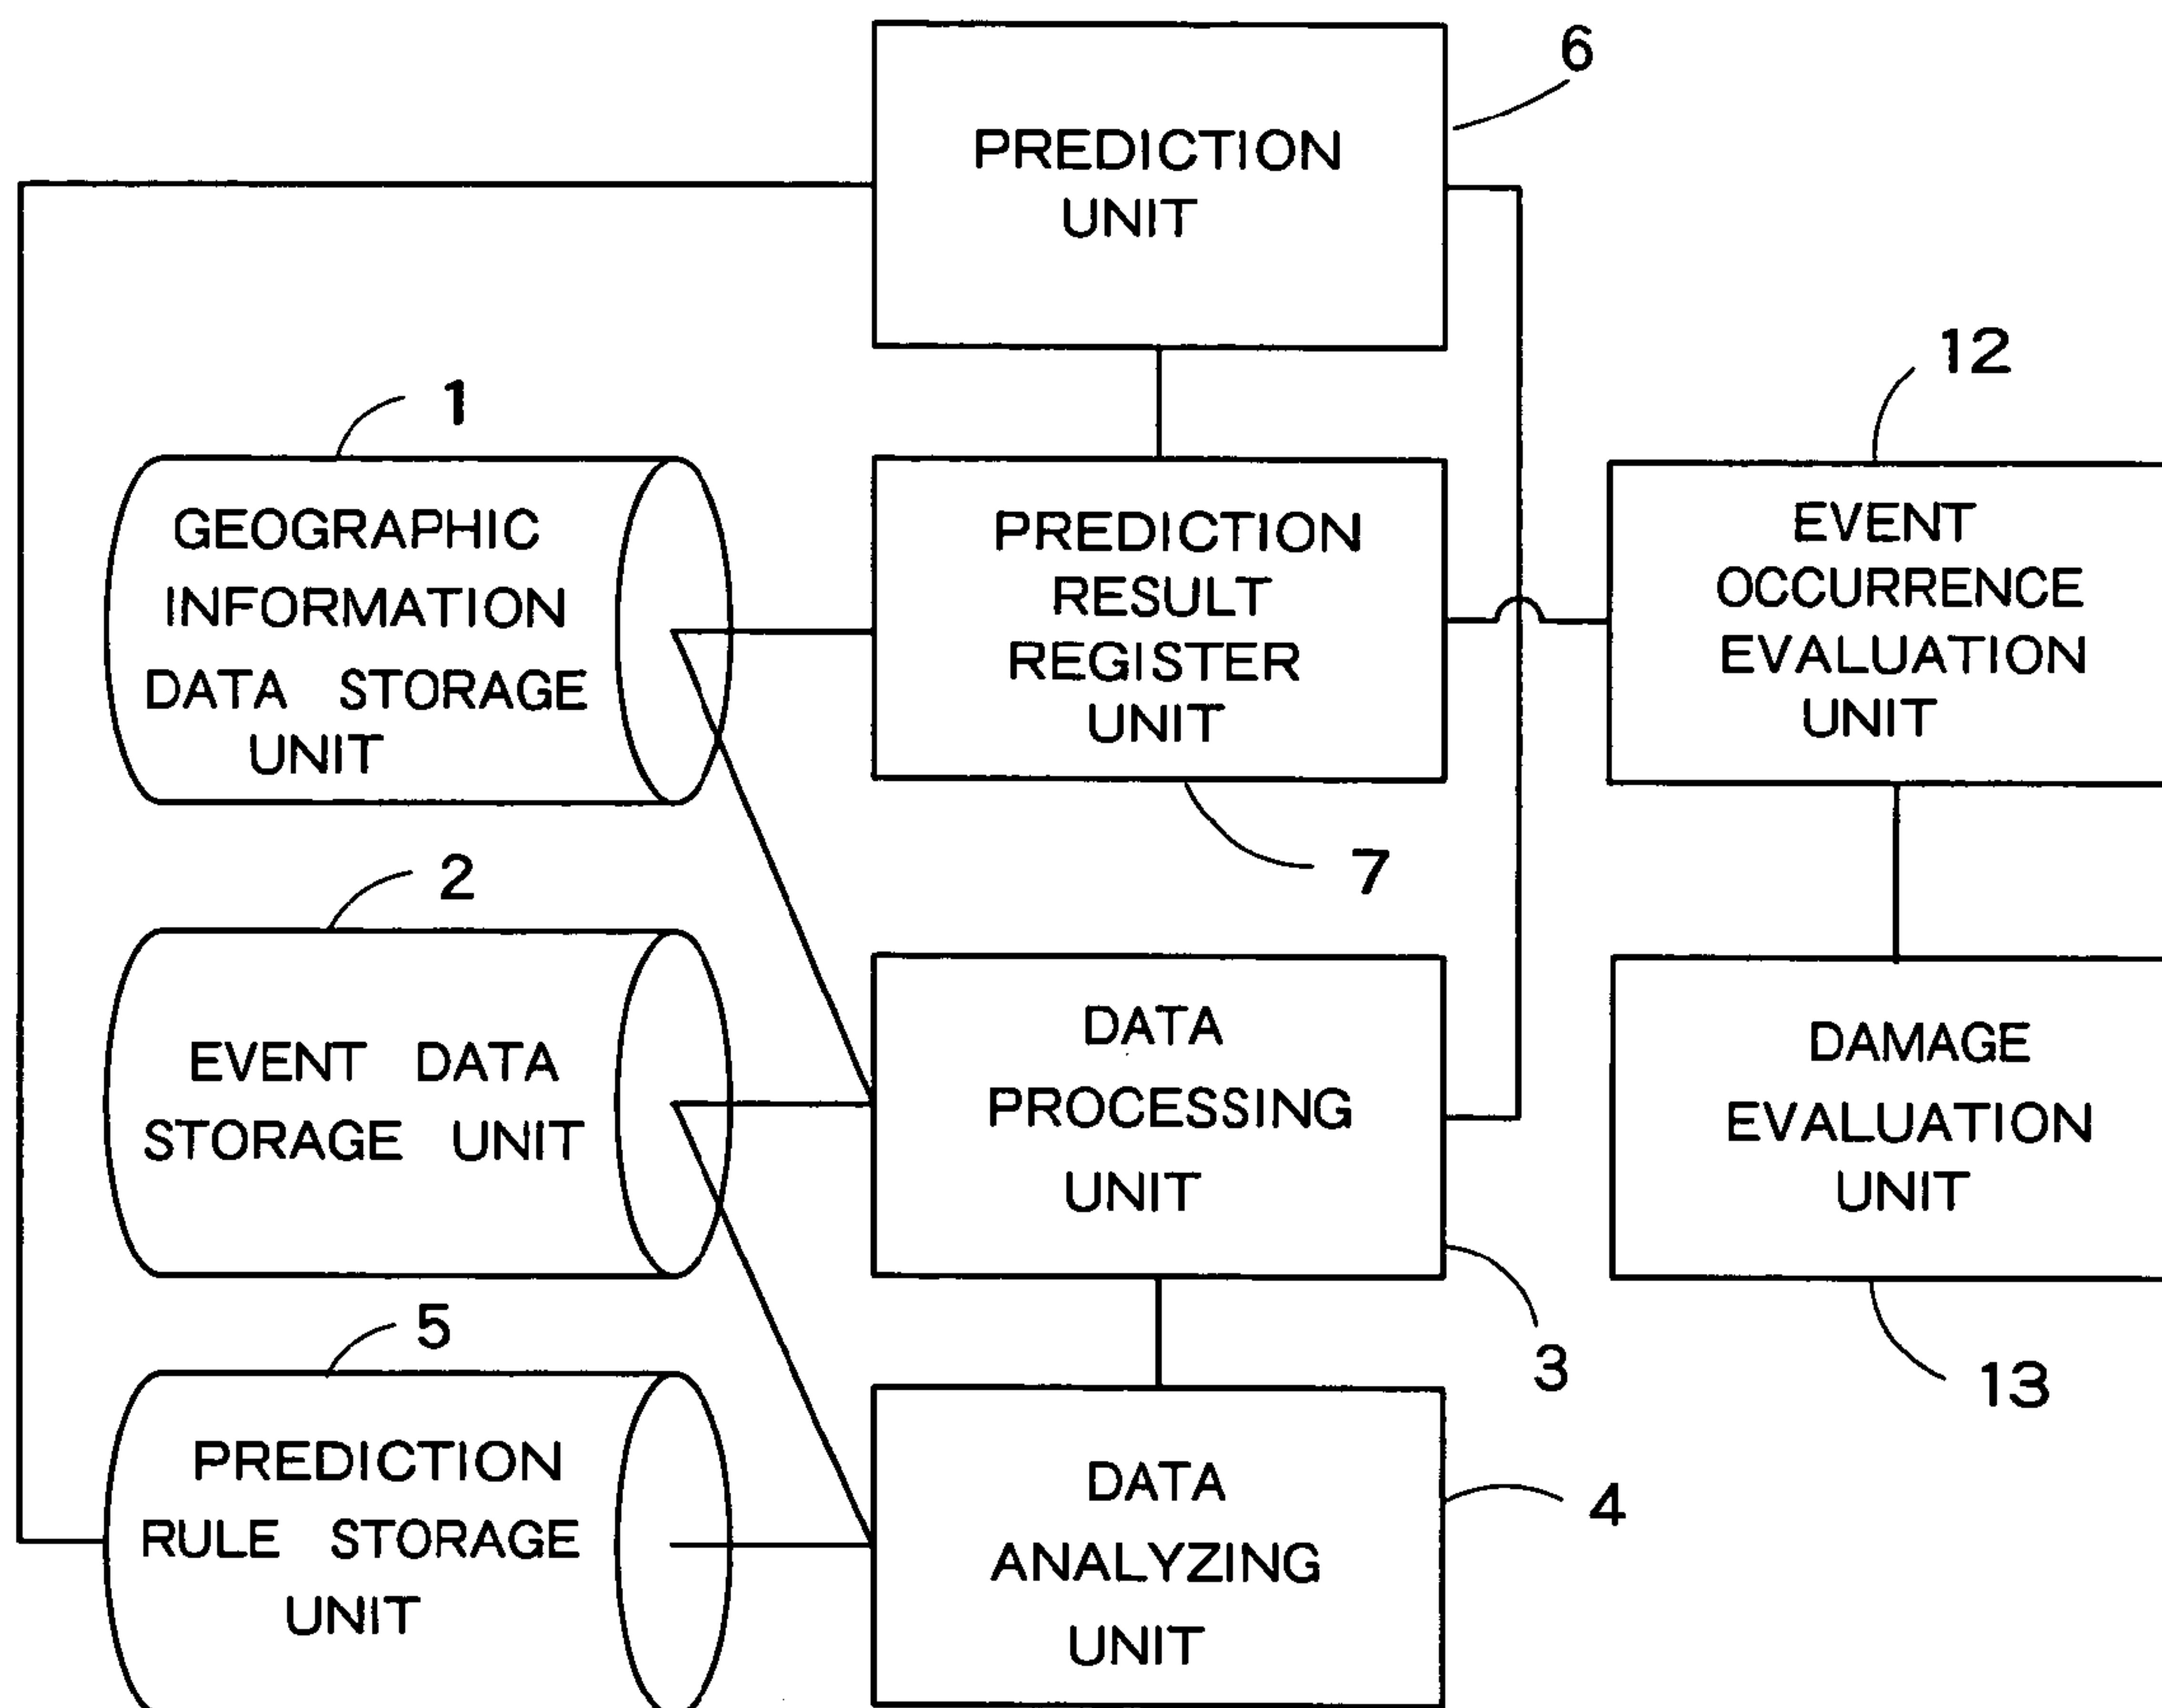 6
PREDICTION
UNIT
12
1
GEOGRAPHIC
INFORMATION
DATA STORAGE
UNIT
PREDICTION
RESULT
REGISTER
UNIT
EVENT
OCCURRENCE
EVALUATION
UNIT
7
2
EVENT DATA
STORAGE UNIT
DATA
PROCESSING
UNIT
DAMAGE
EVALUATION
UNIT
3
13
5
PREDICTION
RULE STORAGE
UNIT
DATA
ANALYZING
UNIT
4